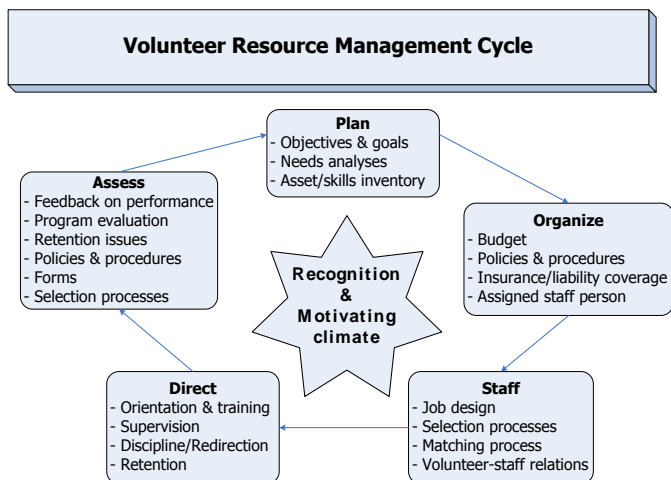 Volunteer Resource Management Cycle
Plan
- Objectives & goals
- Needs analyses
- Asset/skills inventory
Organize
- Budget
- Policies & procedures
- Insurance/liability coverage
- Assigned staff person
Staff
- Job design
- Selection processes
- Matching process
- Volunteer-staff relations
Direct
- Orientation & training
- Supervision
- Discipline/Redirection
- Retention
Assess
- Feedback on performance
- Program evaluation
- Retention issues
- Policies & procedures
- Forms
- Selection processes
Recognition
&
Motivating
climate